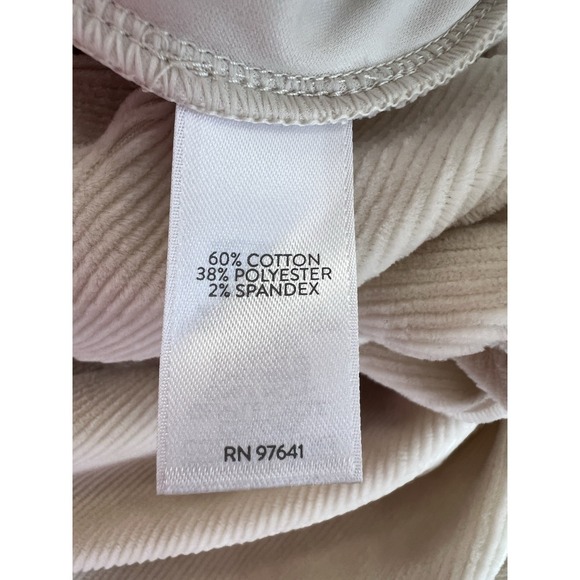 60% COTTON
38% POLYESTER
2% SPANDEX
RN 97641